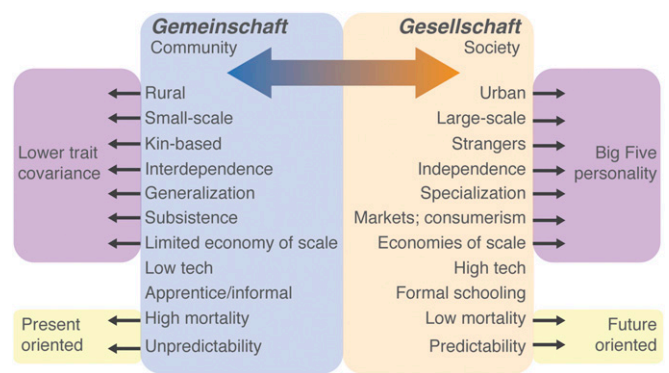 Gemeinschaft
Community
Gesellschaft
Society
Rural
Small-scale
Kin-based
Interdependence
Generalization
Subsistence
Limited economy of scale
Low tech
Apprentice/informal
High mortality
Unpredictability
Urban
Large-scale
Strangers
Independence
Specialization
Markets; consumerism
Economies of scale
High tech
Formal schooling
Low mortality
Predictability
Lower trait
covariance
Present
oriented
Big Five
personality
Future
oriented